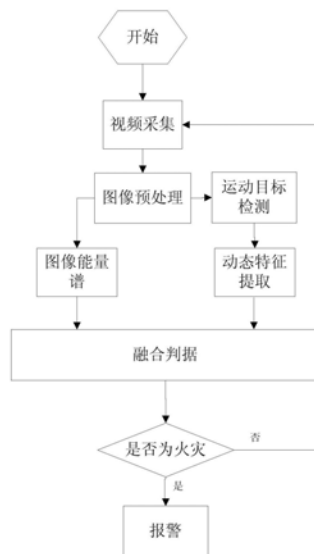 开始
视频采集
图像预处理
运动目标
检测
图像能量
谱
动态特征
提取
融合判据
是否为火灾
否
是
报警